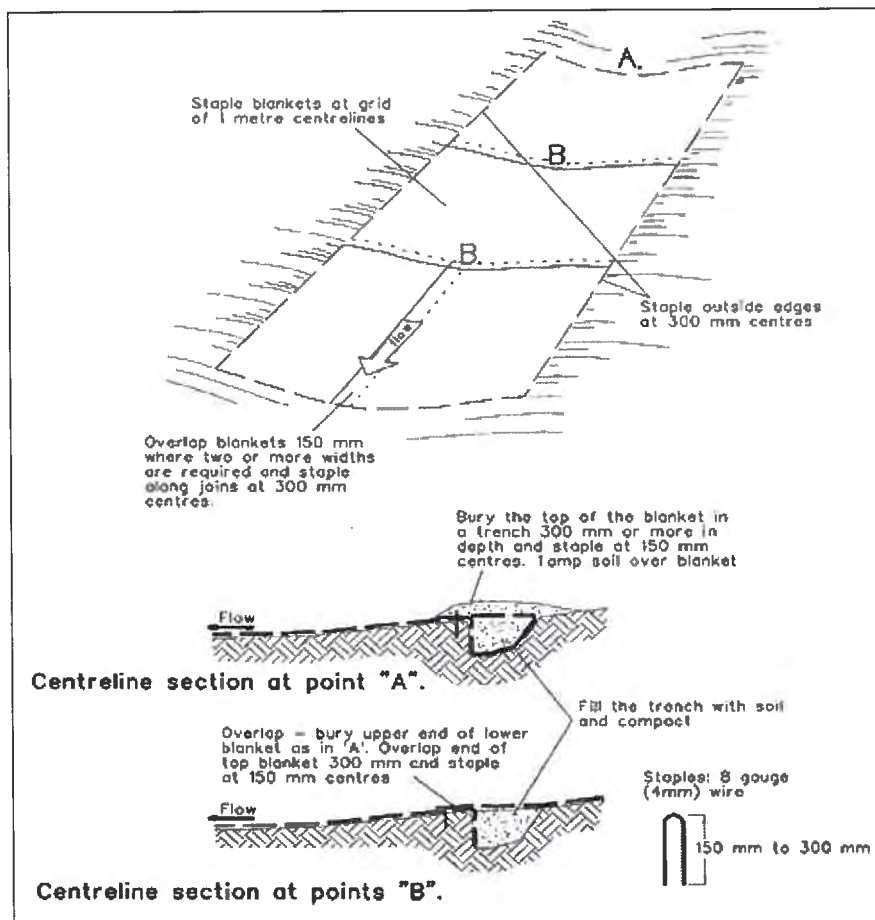 A.
Staple blankets at grid
of 1 metre centrelines
B.
B.
Staple outside edges
at 300 mm centres
flow
Overlap blankets 150 mm
where two or more widths
are required and staple
along joins at 300 mm
centres.
Bury the top of the blanket in
a trench 300 mm or more in
depth and staple at 150 mm
centres. Tamp soil over blanket
Flow
Centreline section at point "A".
Fill the trench with soil
and compact
Overlap – bury upper end of lower
blanket as in 'A'. Overlap end of
top blanket 300 mm and staple
at 150 mm centres
Staples: 8 gauge
(4mm) wire
Flow
150 mm to 300 mm
Centreline section at points "B".